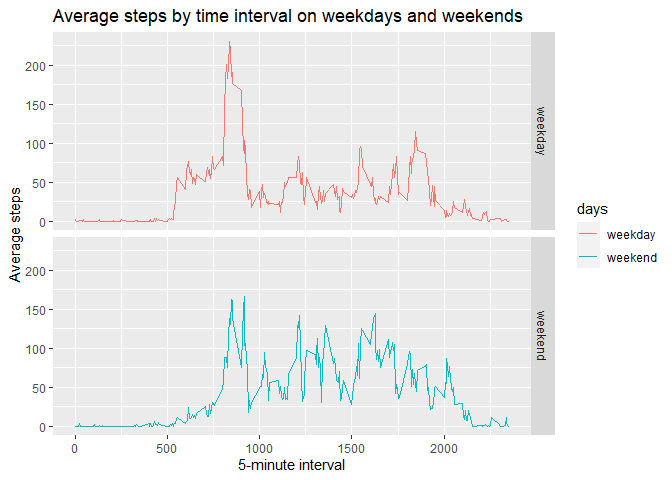 Average steps by time interval on weekdays and weekends
200
150
100
50
0
weekday
200
150
100
50
0
weekend
Average steps
0
500
1000
1500
2000
5-minute interval
days
weekday
weekend